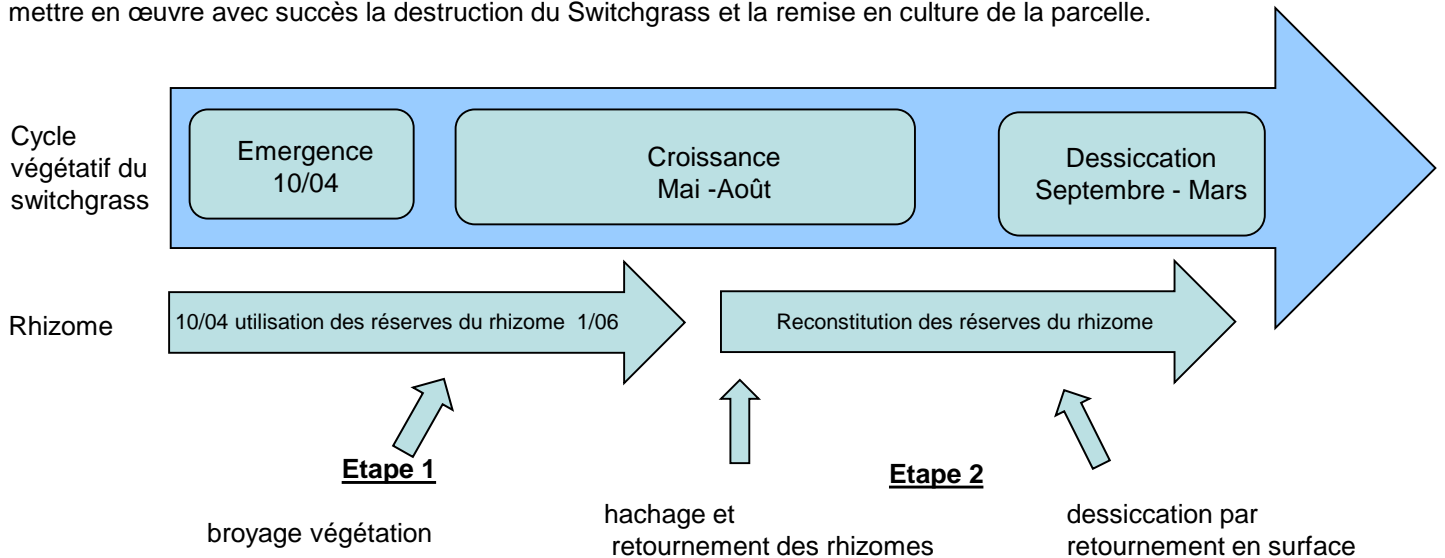 mettre en œuvre avec succès la destruction du Switchgrass et la remise en culture de la parcelle.
Cycle
végétatif du
switchgrass
Emergence
10/04
Croissance
Mai -Août
Dessiccation
Septembre - Mars
Rhizome
10/04 utilisation des réserves du rhizome 1/06
Reconstitution des réserves du rhizome
Etape 1
broyage végétation
Etape 2
hachage et
retournement des rhizomes
dessiccation par
retournement en surface